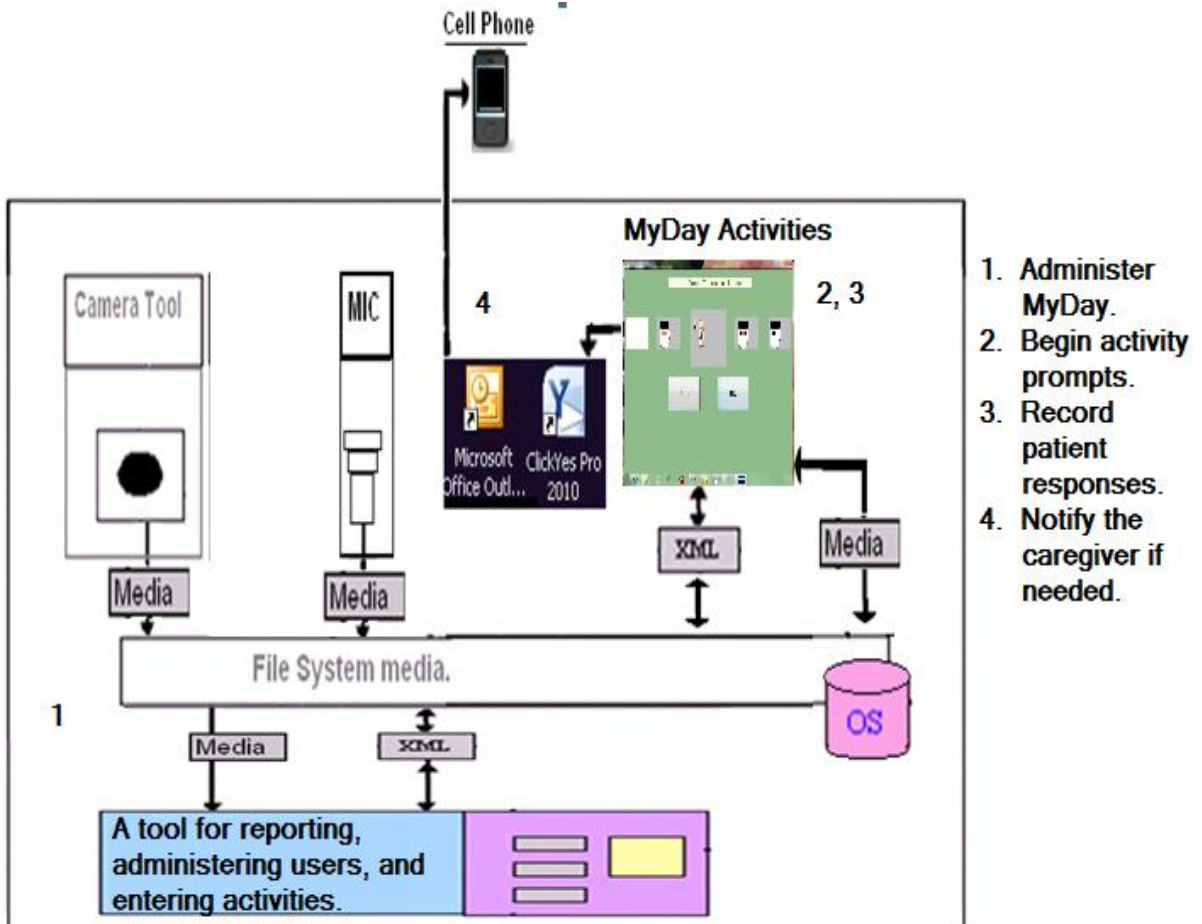 Cell Phone
MyDay Activities
Camera Tool
MIC
4
2, 3
Microsoft
Office Outl...
ClickYes Pro
2010
XML
Media
Media
Media
File System media.
OS
1
Media
XML
A tool for reporting,
administering users, and
entering activities.
1. Administer
MyDay.
2. Begin activity
prompts.
3. Record
patient
responses.
4. Notify the
caregiver if
needed.